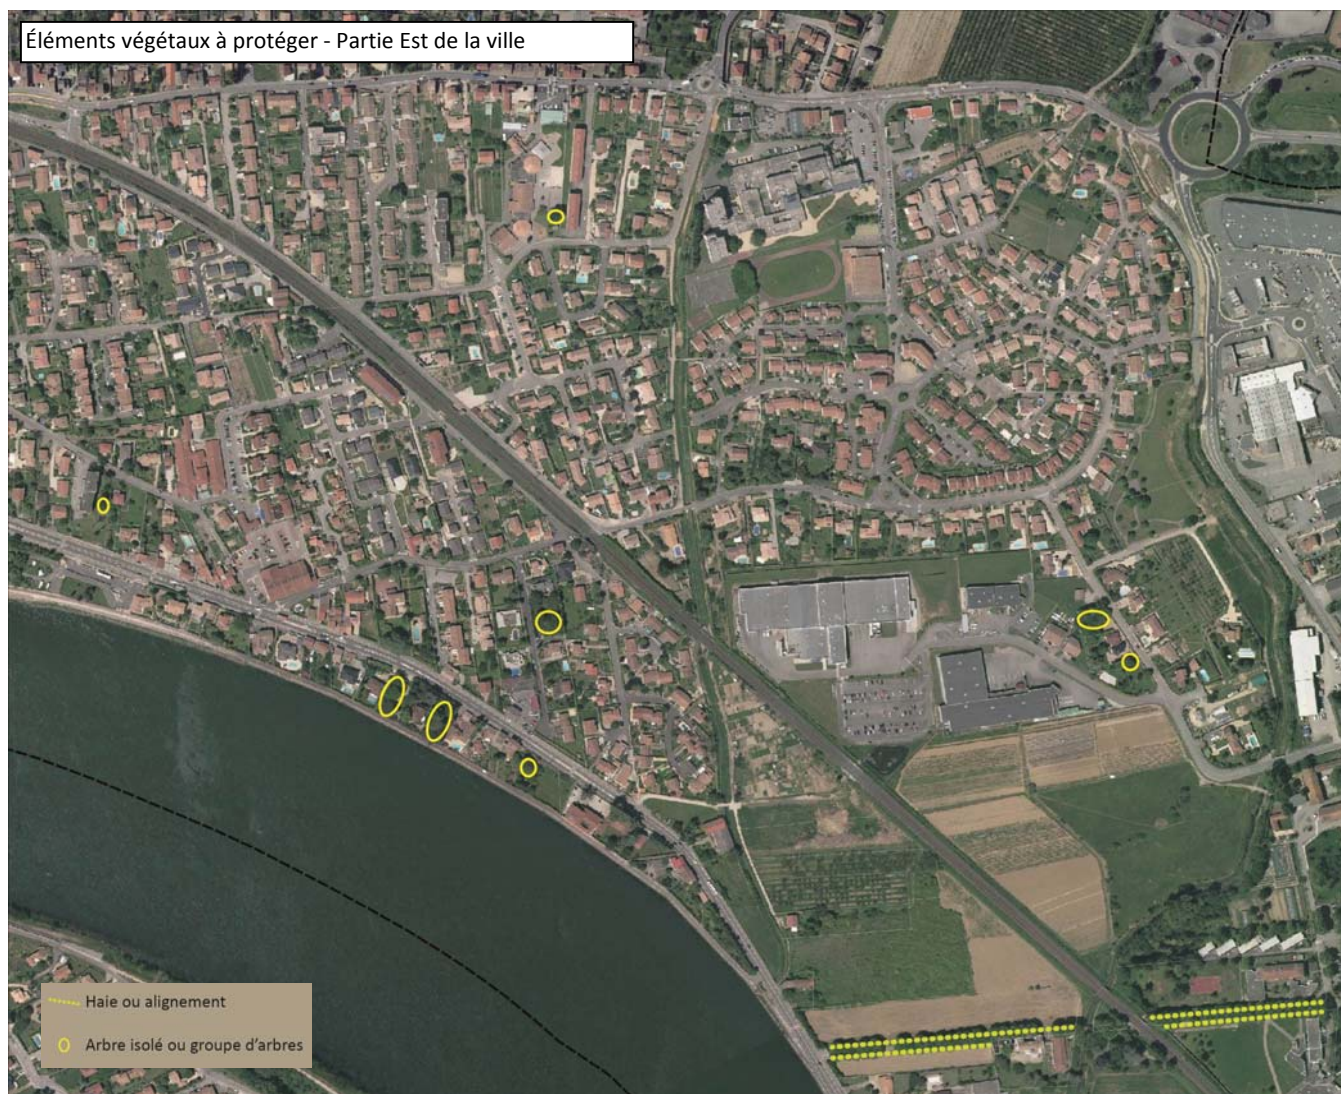 Éléments végétaux à protéger - Partie Est de la ville
Haie ou alignement
Arbre isolé ou groupe d'arbres